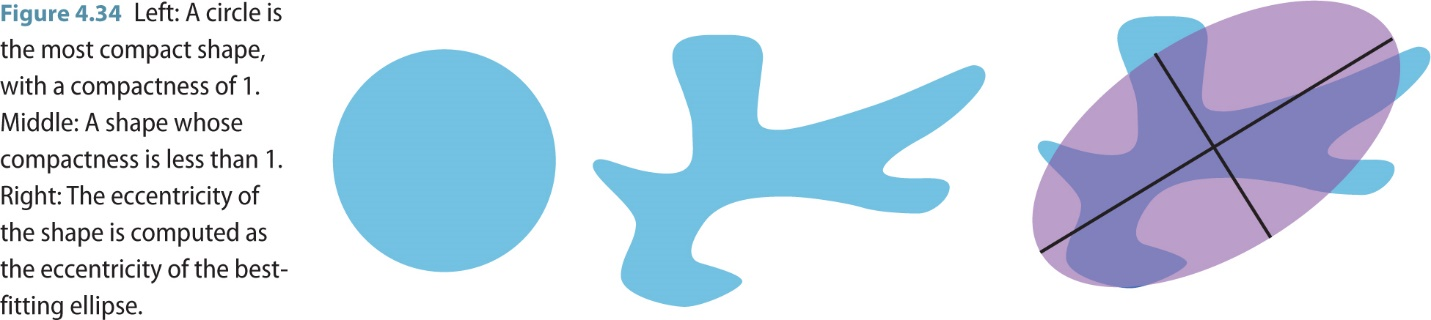 Figure 4.34 Left: A circle is
the most compact shape,
with a compactness of 1.
Middle: A shape whose
compactness is less than 1.
Right: The eccentricity of
the shape is computed as
the eccentricity of the best-
fitting ellipse.